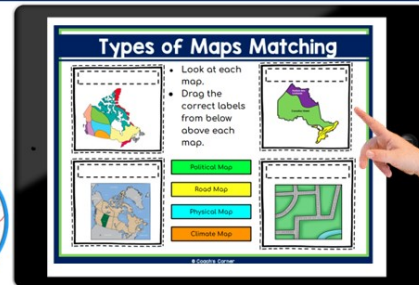 Types of Maps Matching
• Look at each
map.
• Drag the
correct labels
from below
above each
map.
Political Map
Road Map
Physical Map
Climate Map
© Coastra Corner